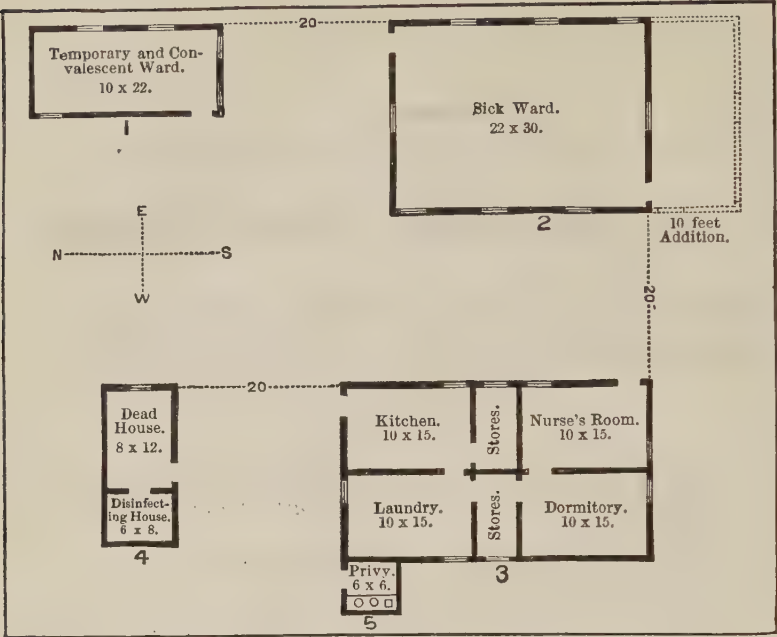 20
Temporary and Con-
valescent Ward.
10 x 22.
1
Sick Ward.
22 x 30.
2
10 feet
Addition.
E
N
S
W
20
20
Dead
House.
8 x 12.
Disinfect-
ing House.
6 x 8.
4
Kitchen.
10 x 15.
Stores.
Nurse's Room.
10 x 15.
Laundry.
10 x 15.
Stores.
Dormitory.
10 x 15.
3
Privy.
6 x 6.
5